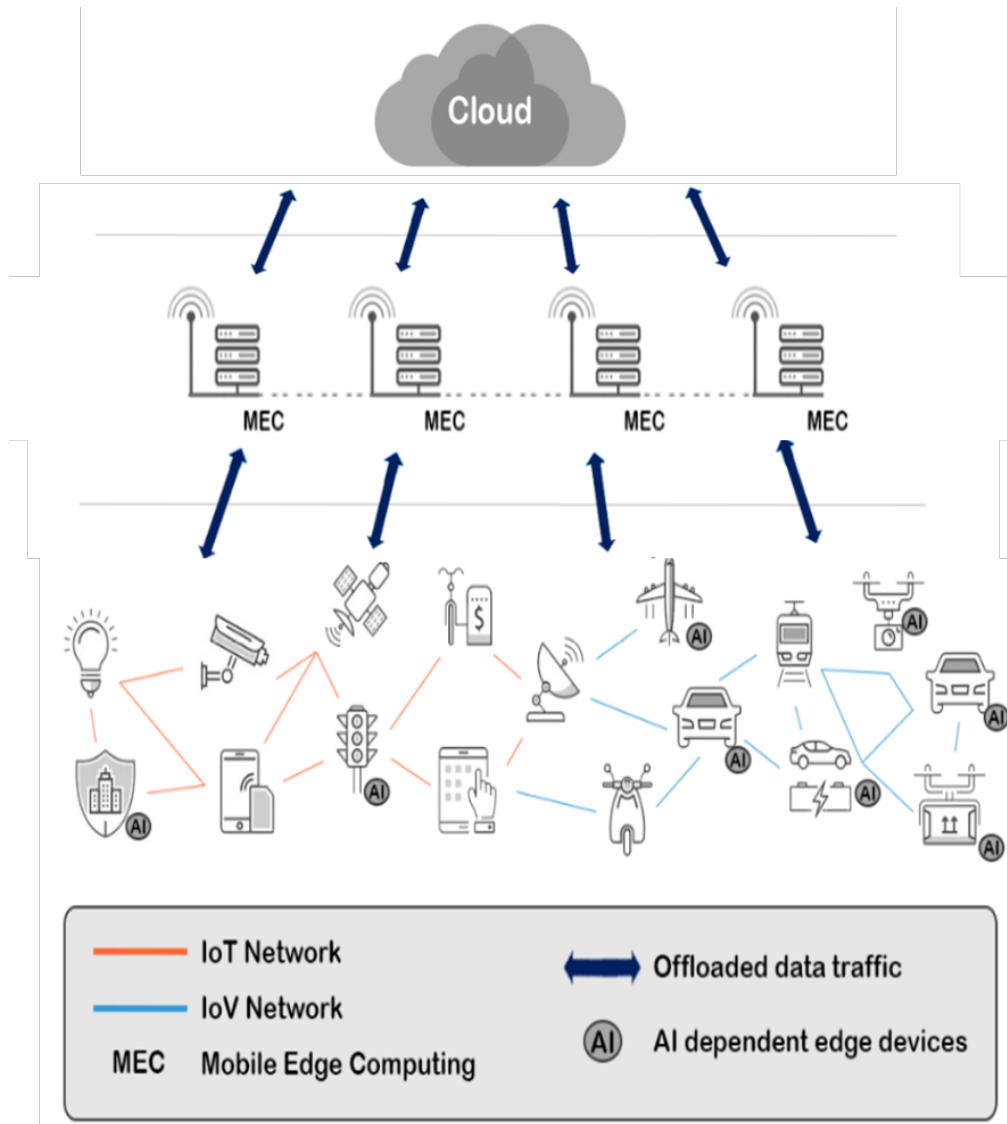 Cloud
MEC MEC MEC MEC
$
AI
AI
AI
AI
AI
AI
AI
AI
IoT Network
Offloaded data traffic
IoV Network
AI AI dependent edge devices
MEC Mobile Edge Computing